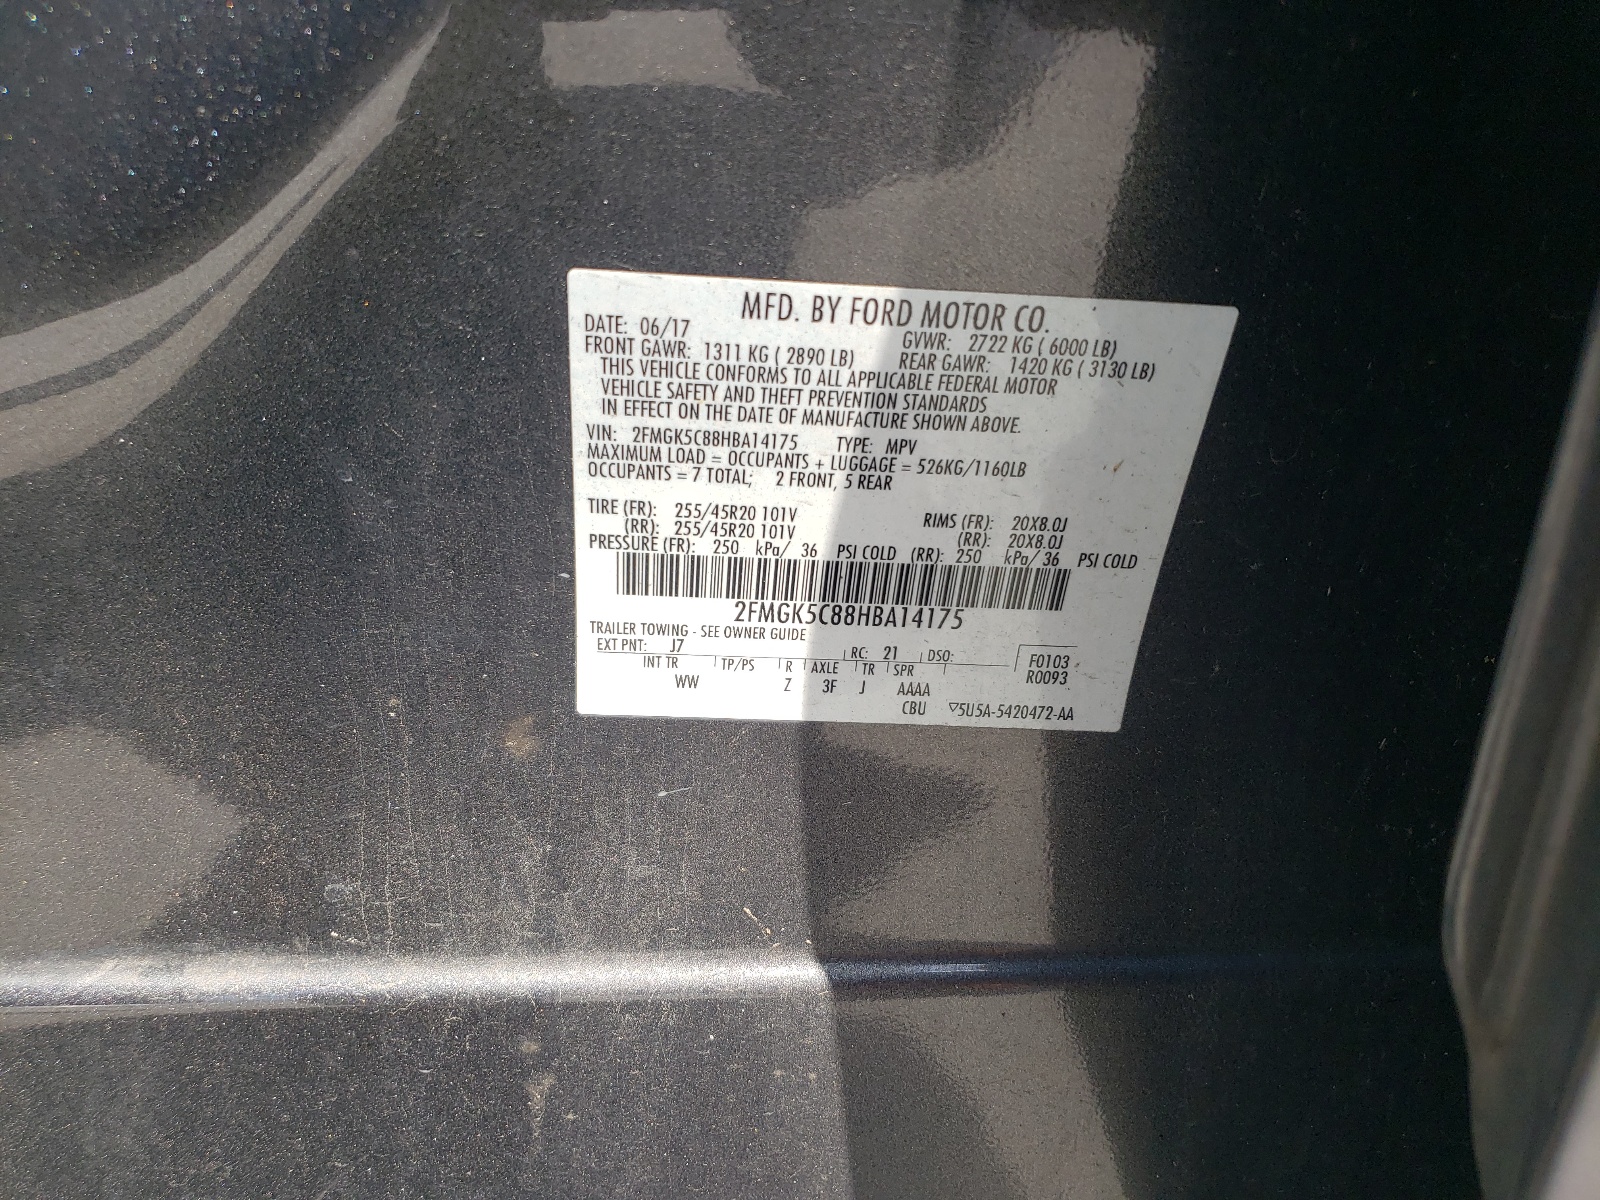 MFD. BY FORD MOTOR CO.
DATE: 06/17 GVWR: 2722 KG ( 6000 LB)
FRONT GAWR: 1311 KG ( 2890 LB) REAR GAWR: 1420 KG ( 3130 LB)
THIS VEHICLE CONFORMS TO ALL APPLICABLE FEDERAL MOTOR
VEHICLE SAFETY AND THEFT PREVENTION STANDARDS
IN EFFECT ON THE DATE OF MANUFACTURE SHOWN ABOVE.
VIN: 2FMGK5C88HBA14175 TYPE: MPV
MAXIMUM LOAD = OCCUPANTS + LUGGAGE = 526KG/1160LB
OCCUPANTS = 7 TOTAL; 2 FRONT, 5 REAR
TIRE (FR): 255/45R20 101V RIMS (FR): 20X8.0J
(RR): 255/45R20 101V (RR): 20X8.0J
PRESSURE (FR): 250 kPa/ 36 PSI COLD (RR): 250 kPa/ 36 PSI COLD
2FMGK5C88HBA14175
TRAILER TOWING - SEE OWNER GUIDE
EXT PNT: J7 RC: 21 DSO: F0103
INT TR TP/PS R AXLE TR SPR R0093
WW Z 3F J AAAA
CBU ▽5U5A-5420472-AA